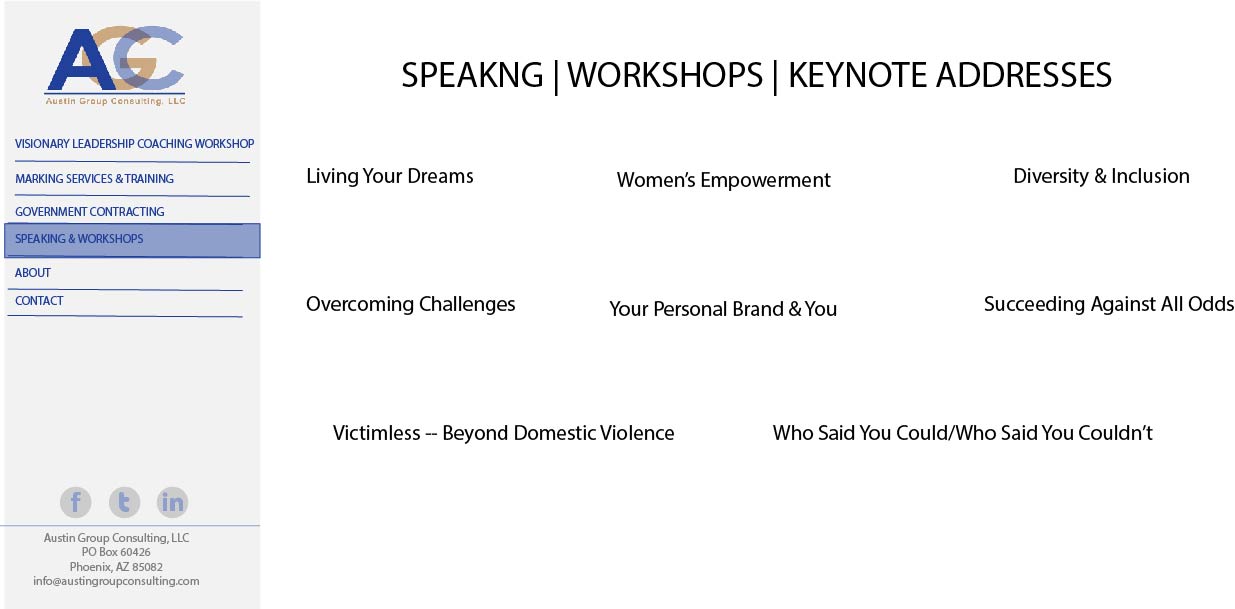 AGC
Austin Group Consulting, LLC
VISIONARY LEADERSHIP COACHING WORKSHOP
MARKING SERVICES & TRAINING
GOVERNMENT CONTRACTING
SPEAKING & WORKSHOPS
ABOUT
CONTACT
f t in
Austin Group Consulting, LLC
PO Box 60426
Phoenix, AZ 85082
info@austingroupconsulting.com
SPEAKNG | WORKSHOPS | KEYNOTE ADDRESSES
Living Your Dreams
Women’s Empowerment
Diversity & Inclusion
Overcoming Challenges
Your Personal Brand & You
Succeeding Against All Odds
Victimless -- Beyond Domestic Violence
Who Said You Could/Who Said You Couldn’t